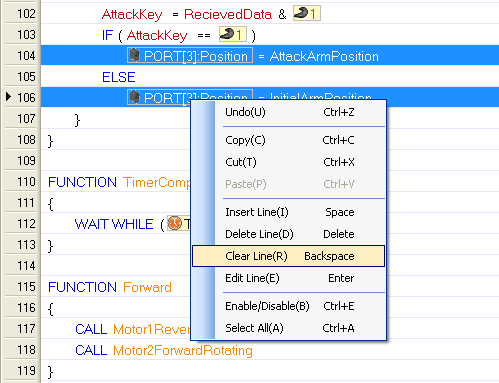 102 AttackKey = RecievedData & 1
103 IF ( AttackKey == 1 )
104 PORT[3]:Position = AttackArmPosition
105 ELSE
106 PORT[3]:Position = InitialArmPosition
107 }
108 }
109
110 FUNCTION TimerComp
111 {
112 WAIT WHILE ( T
113 }
114
115 FUNCTION Forward
116 {
117 CALL Motor1Rever
118 CALL Motor2ForwardRotating
119 }
Undo(U) Ctrl+Z
Copy(C) Ctrl+C
Cut(T) Ctrl+X
Paste(P) Ctrl+V
Insert Line(I) Space
Delete Line(D) Delete
Clear Line(R) Backspace
Edit Line(E) Enter
Enable/Disable(B) Ctrl+E
Select All(A) Ctrl+A